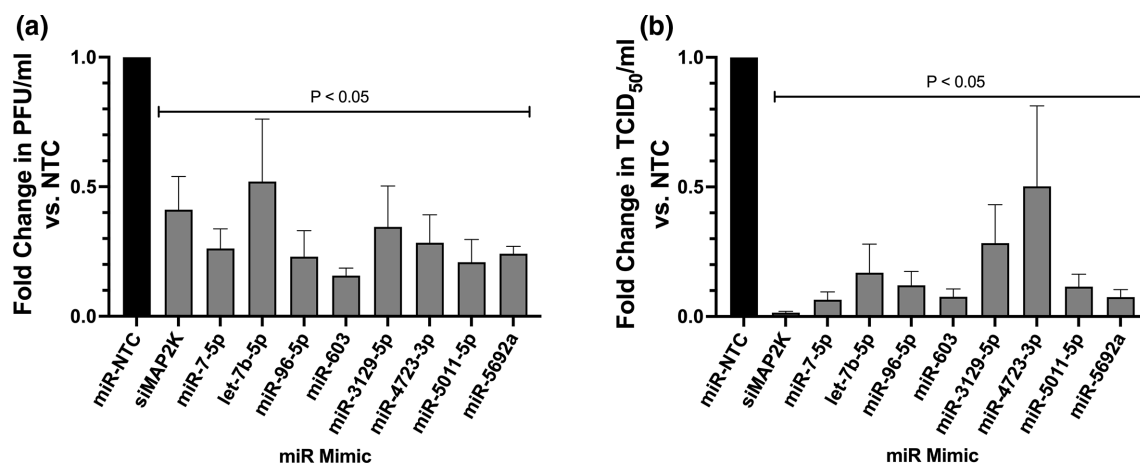 (a)
Fold Change in PFU/ml
vs. NTC
1.0
0.5
0.0
P < 0.05
miR-NTC
siMAP2K
miR-7-5p
let-7b-5p
miR-96-5p
miR-603
miR-3129-5p
miR-4723-3p
miR-5011-5p
miR-5692a
miR Mimic
(b)
Fold Change in TCID50/ml
vs. NTC
1.0
0.5
0.0
P < 0.05
miR-NTC
siMAP2K
miR-7-5p
let-7b-5p
miR-96-5p
miR-603
miR-3129-5p
miR-4723-3p
miR-5011-5p
miR-5692a
miR Mimic